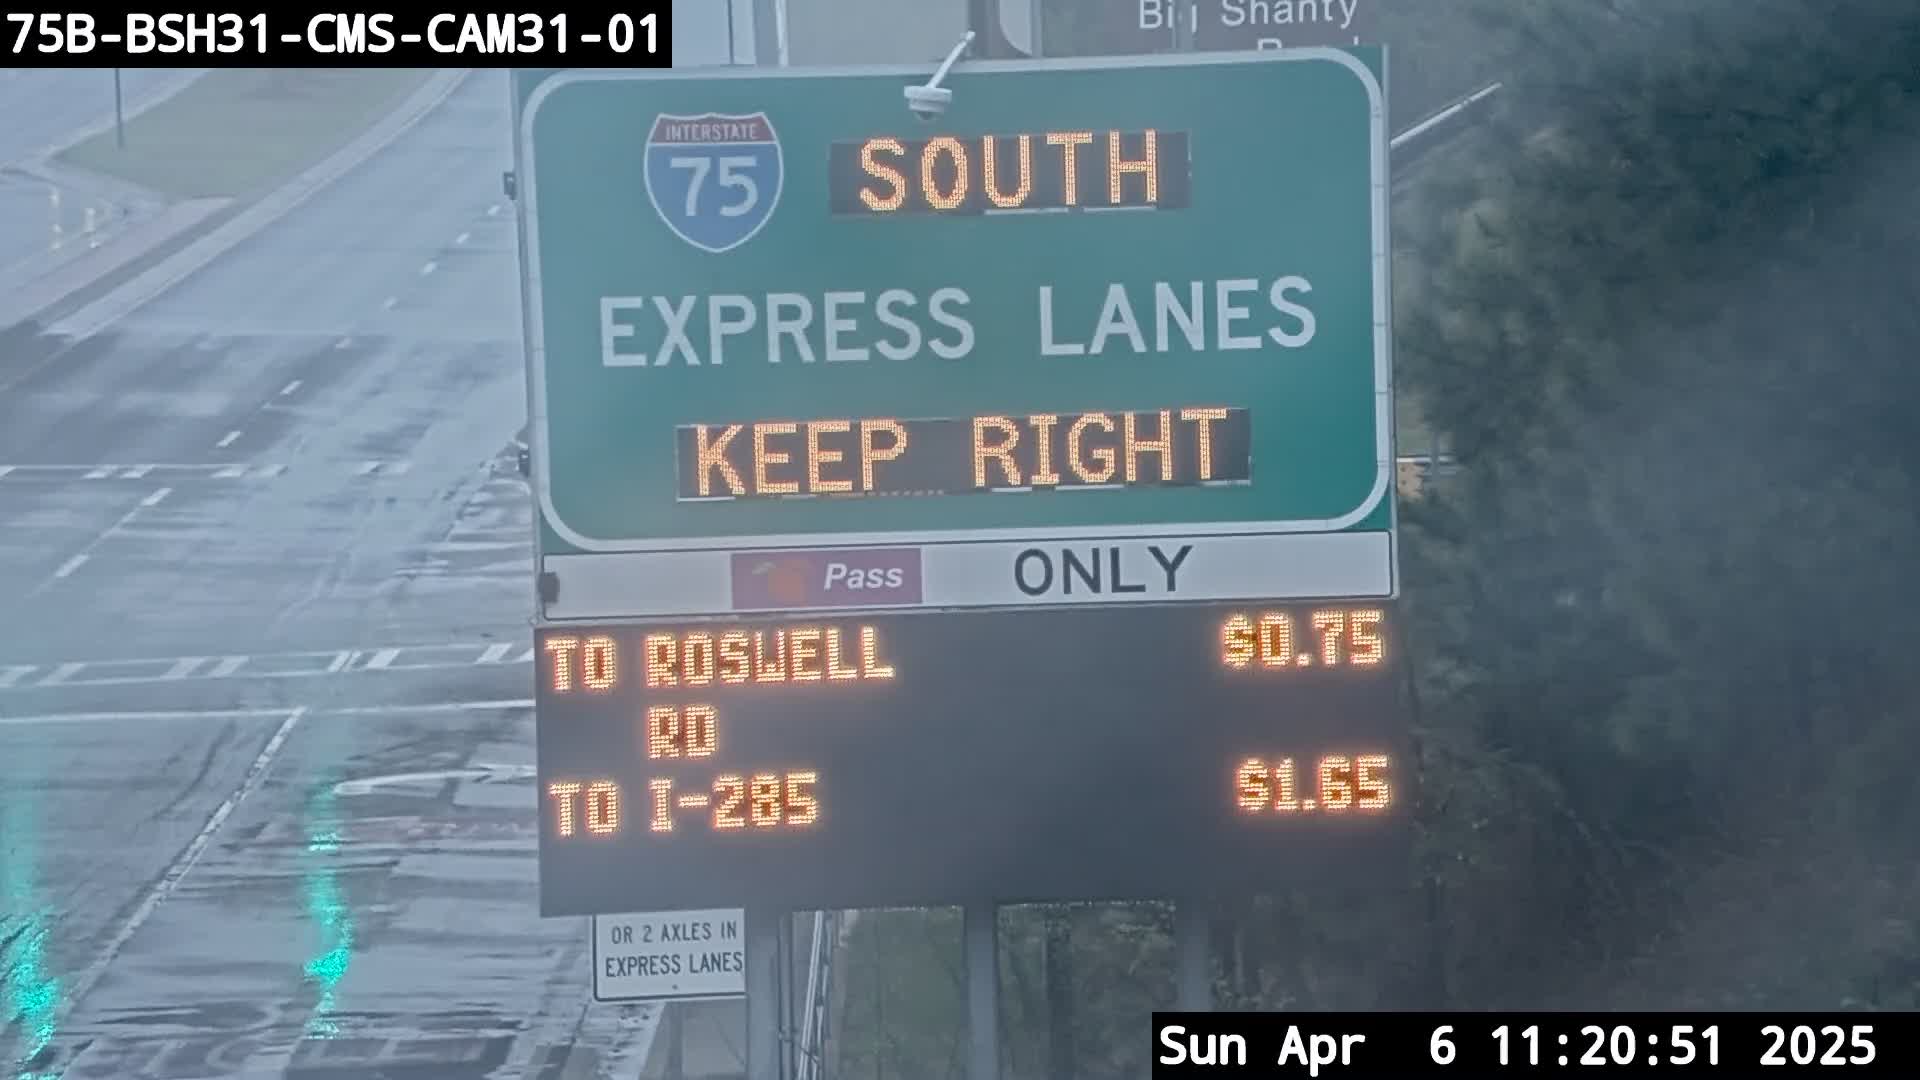 75B-BSH31-CMS-CAM31-01
Big Shanty
INTERSTATE
75
SOUTH
EXPRESS LANES
KEEP RIGHT
Pass ONLY
TO ROSWELL $0.75
RD
TO I-285 $1.65
OR 2 AXLES IN
EXPRESS LANES
Sun Apr 6 11:20:51 2025